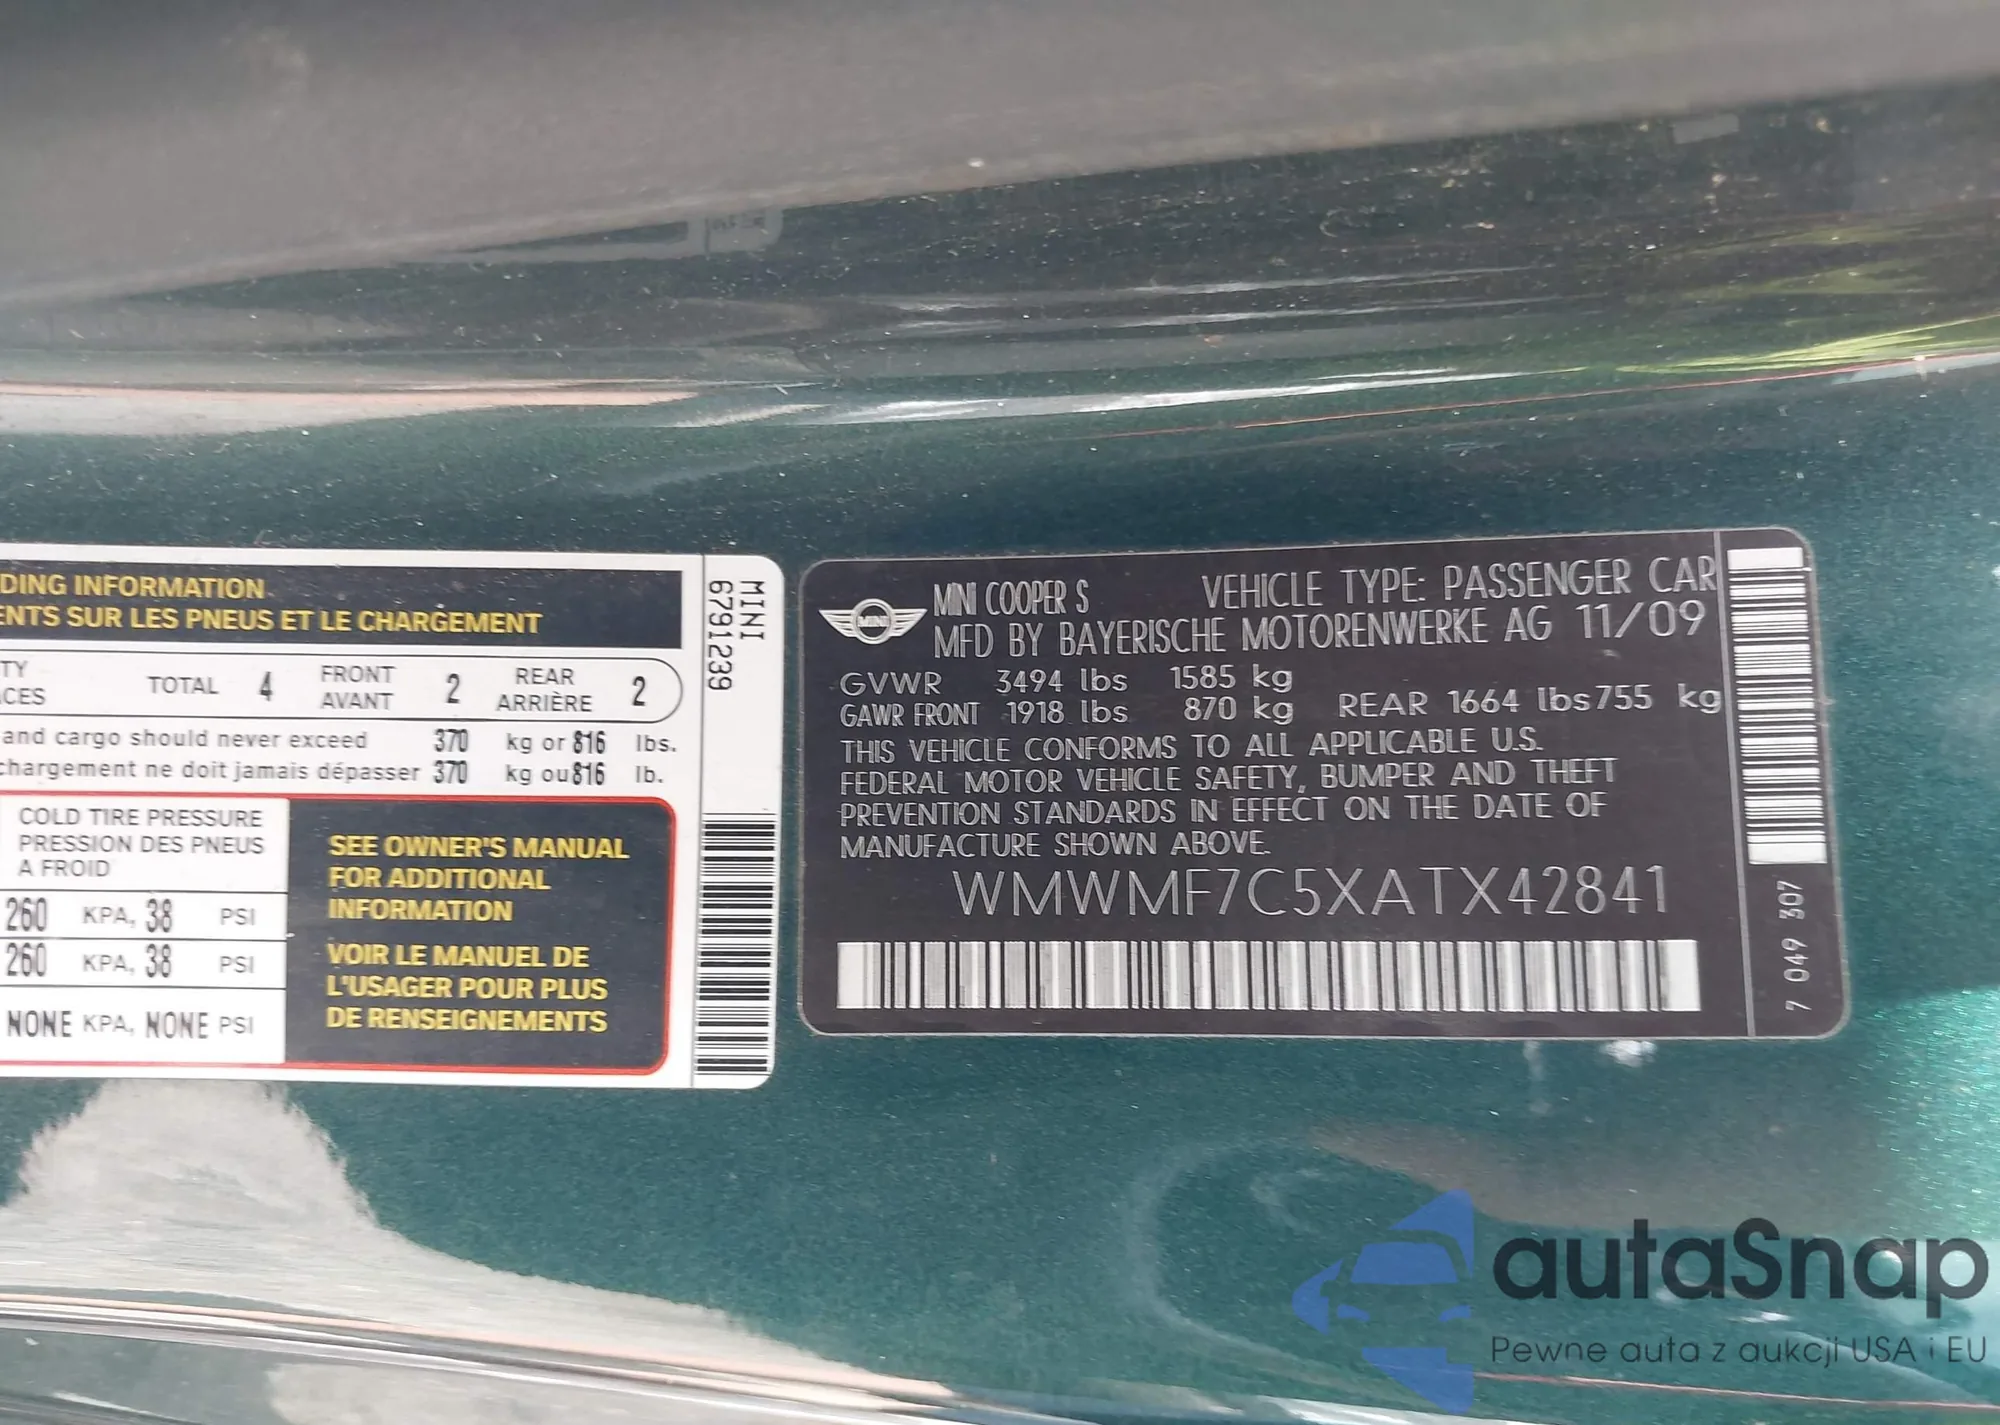 DING INFORMATION
ENTS SUR LES PNEUS ET LE CHARGEMENT
TY
ACES
TOTAL 4
FRONT
AVANT
2
REAR
ARRIÈRE
2
and cargo should never exceed 370 kg or 816 lbs.
chargement ne doit jamais dépasser 370 kg ou 816 lb.
COLD TIRE PRESSURE
PRESSION DES PNEUS
A FROID
260 KPA, 38 PSI
260 KPA, 38 PSI
NONE KPA, NONE PSI
SEE OWNER'S MANUAL
FOR ADDITIONAL
INFORMATION
VOIR LE MANUEL DE
L'USAGER POUR PLUS
DE RENSEIGNEMENTS
MINI
6791239
MINI
MINI COOPER S VEHICLE TYPE: PASSENGER CAR
MFD BY BAYERISCHE MOTORENWERKE AG 11/09
GVWR 3494 lbs 1585 kg
GAWR FRONT 1918 lbs 870 kg REAR 1664 lbs 755 kg
THIS VEHICLE CONFORMS TO ALL APPLICABLE U.S.
FEDERAL MOTOR VEHICLE SAFETY, BUMPER AND THEFT
PREVENTION STANDARDS IN EFFECT ON THE DATE OF
MANUFACTURE SHOWN ABOVE.
WMWMF7C5XATX42841
7 049 307
autaSnap
Pewne auta z aukcji USA i EU